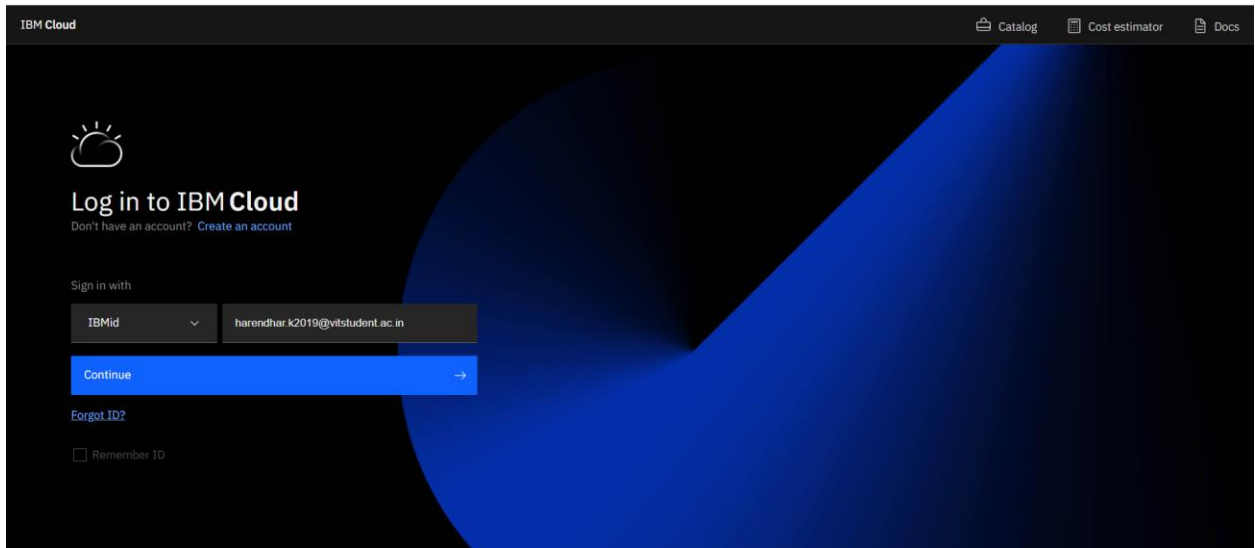 IBM Cloud
Catalog
Cost estimator
Docs
Log in to IBM Cloud
Don't have an account? Create an account
Sign in with
IBMid
harendhar.k2019@vitstudent.ac.in
Continue
Forgot ID?
Remember ID